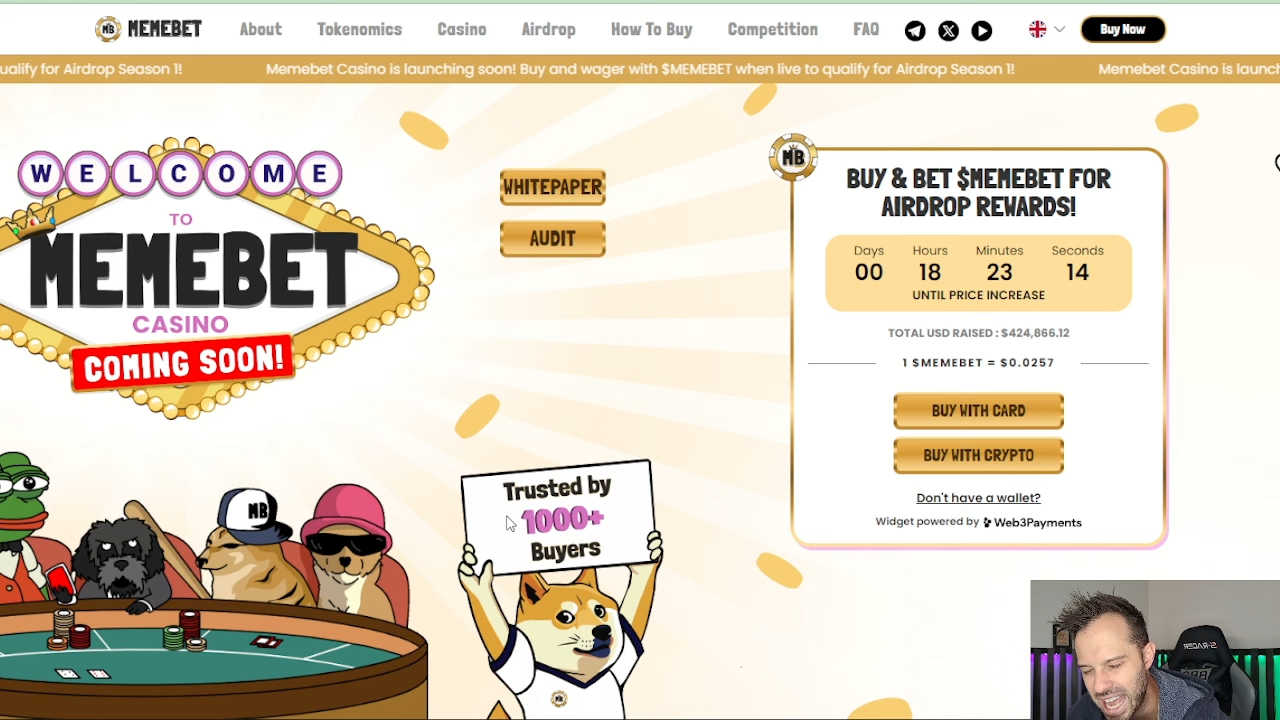 MB MEMEBET
About Tokenomics Casino Airdrop How To Buy Competition FAQ Buy Now
ualify for Airdrop Season 1! Memebet Casino is launching soon! Buy and wager with $MEMEBET when live to qualify for Airdrop Season 1! Memebet Casino is launch
WELCOME
TO
MEMEBET
CASINO
COMING SOON!
WHITEPAPER
AUDIT
MB
BUY & BET $MEMEBET FOR
AIRDROP REWARDS!
Days Hours Minutes Seconds
00 18 23 14
UNTIL PRICE INCREASE
TOTAL USD RAISED : $424,866.12
1 $MEMEBET = $0.0257
BUY WITH CARD
BUY WITH CRYPTO
Don't have a wallet?
Widget powered by Web3Payments
MB
Trusted by
1000+
Buyers
MB
S-RACER